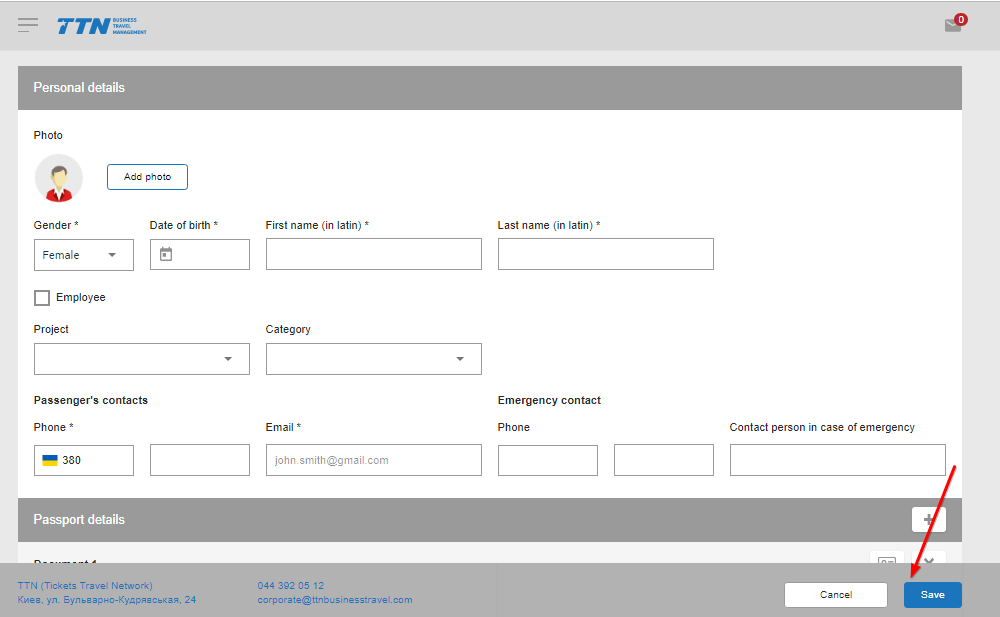 TTN BUSINESS TRAVEL MANAGEMENT
0
Personal details
Photo
Add photo
Gender * Date of birth * First name (in latin) * Last name (in latin) *
Female
Employee
Project Category
Passenger's contacts Emergency contact
Phone * Email * Phone Contact person in case of emergency
380 john.smith@gmail.com
Passport details +
Document 1
TTN (Tickets Travel Network) 044 392 05 12
Киев, ул. Бульварно-Кудрявська, 24 corporate@ttnbusinesstravel.com
Cancel Save